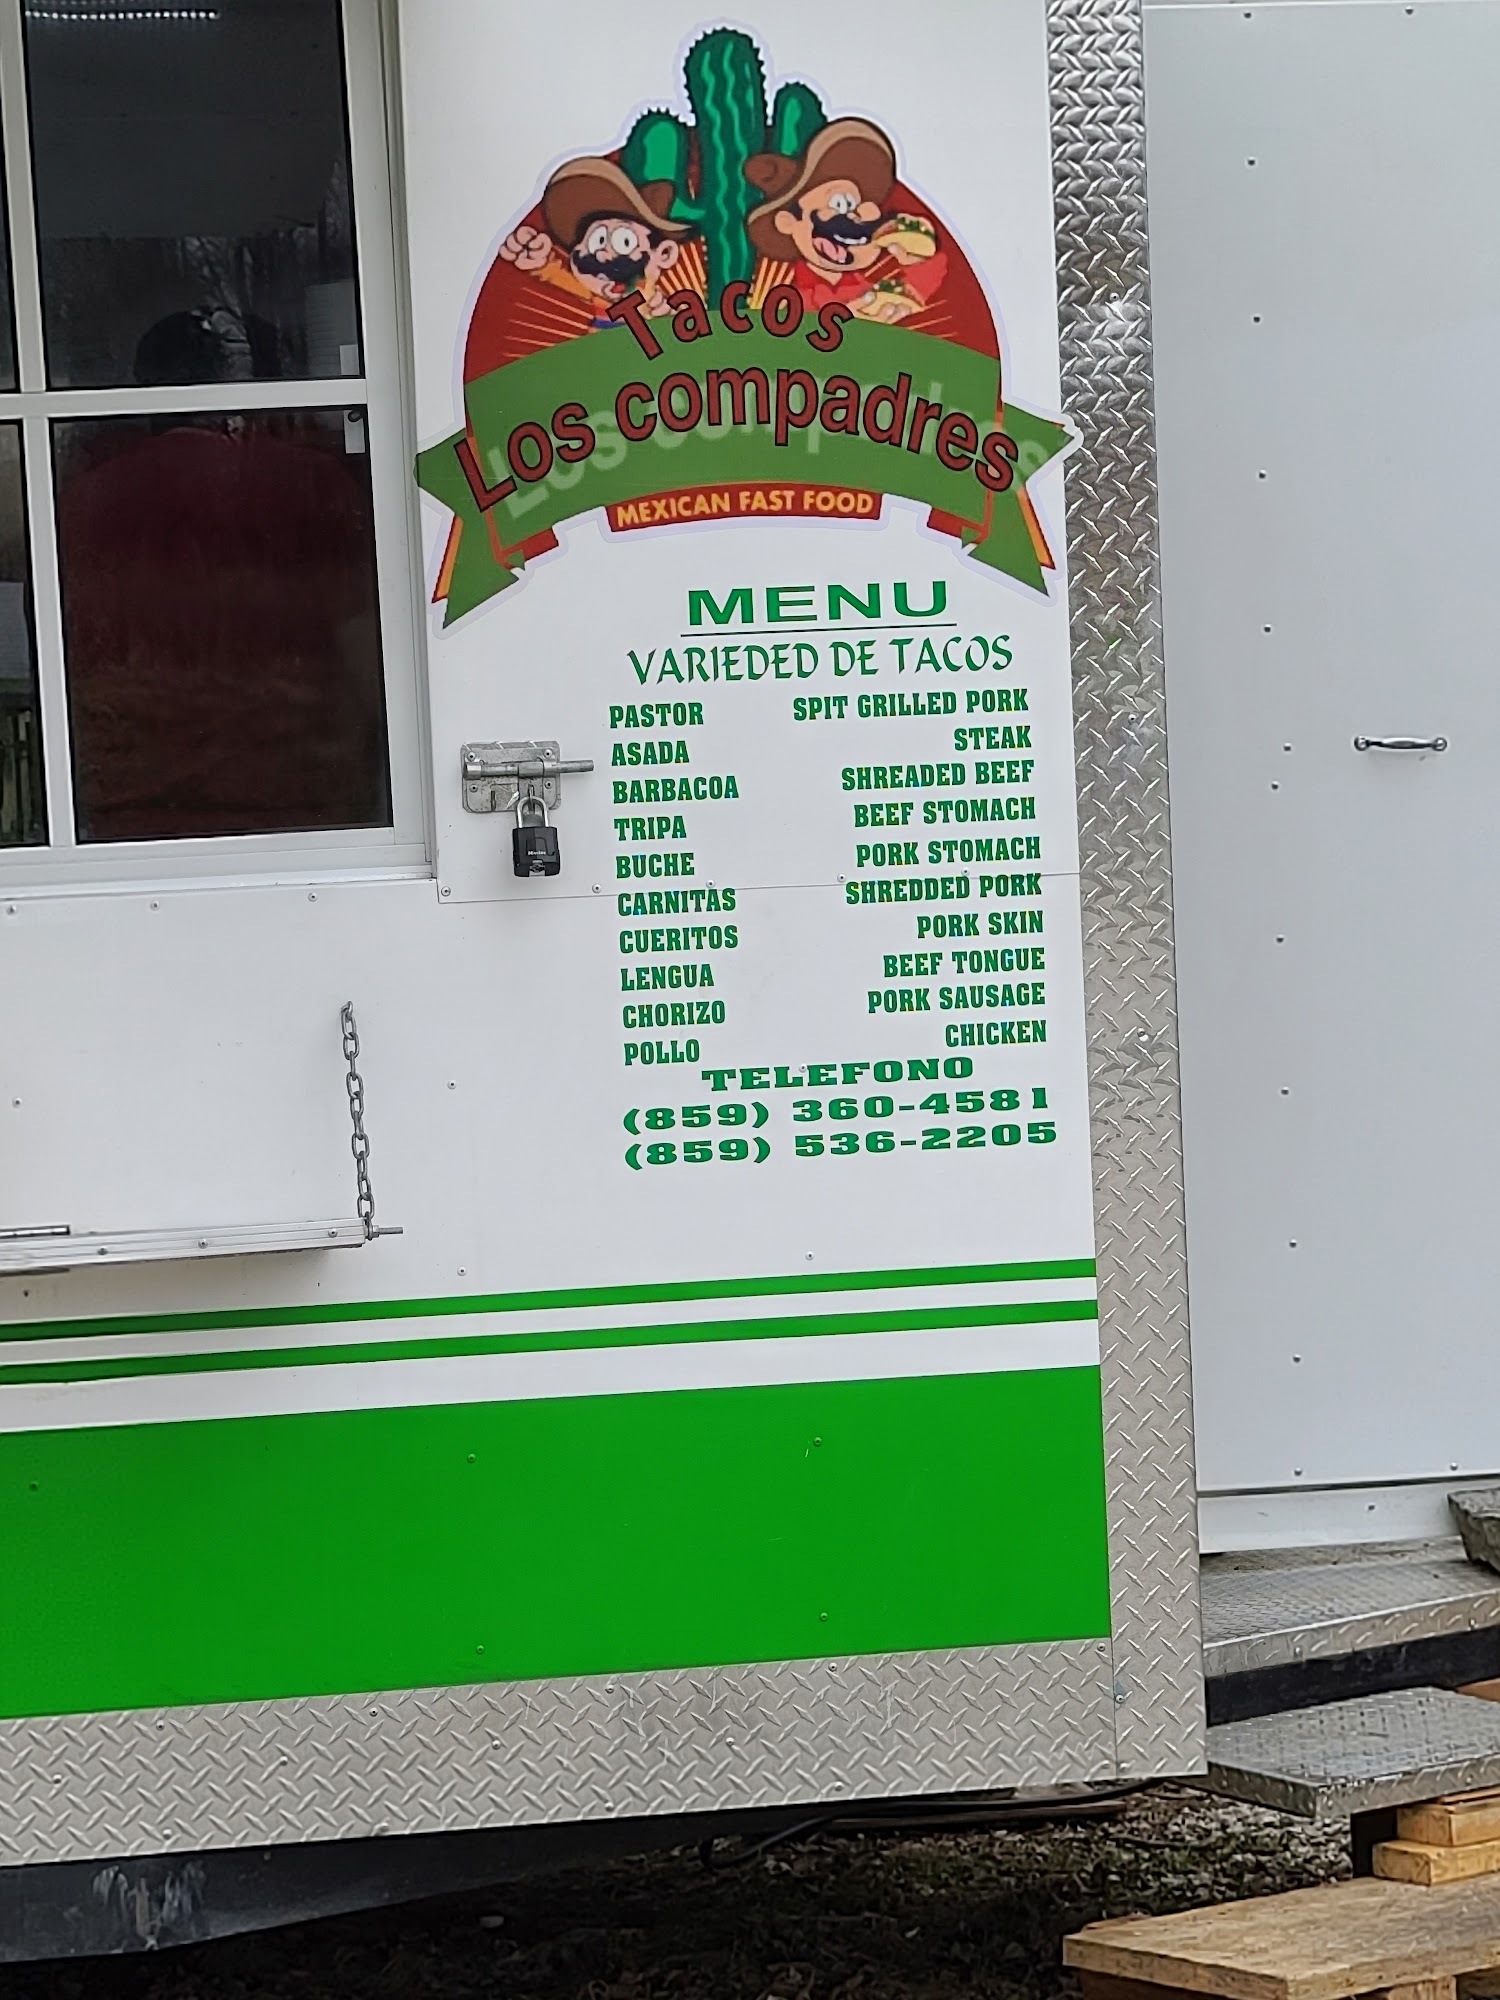 Tacos
Los compadres
MEXICAN FAST FOOD
MENU
VARIEDED DE TACOS
PASTOR SPIT GRILLED PORK
ASADA STEAK
BARBACOA SHREADED BEEF
TRIPA BEEF STOMACH
BUCHE PORK STOMACH
CARNITAS SHREDDED PORK
CUERITOS PORK SKIN
LENGUA BEEF TONGUE
CHORIZO PORK SAUSAGE
POLLO CHICKEN
TELEFONO
(859) 360-4581
(859) 536-2205